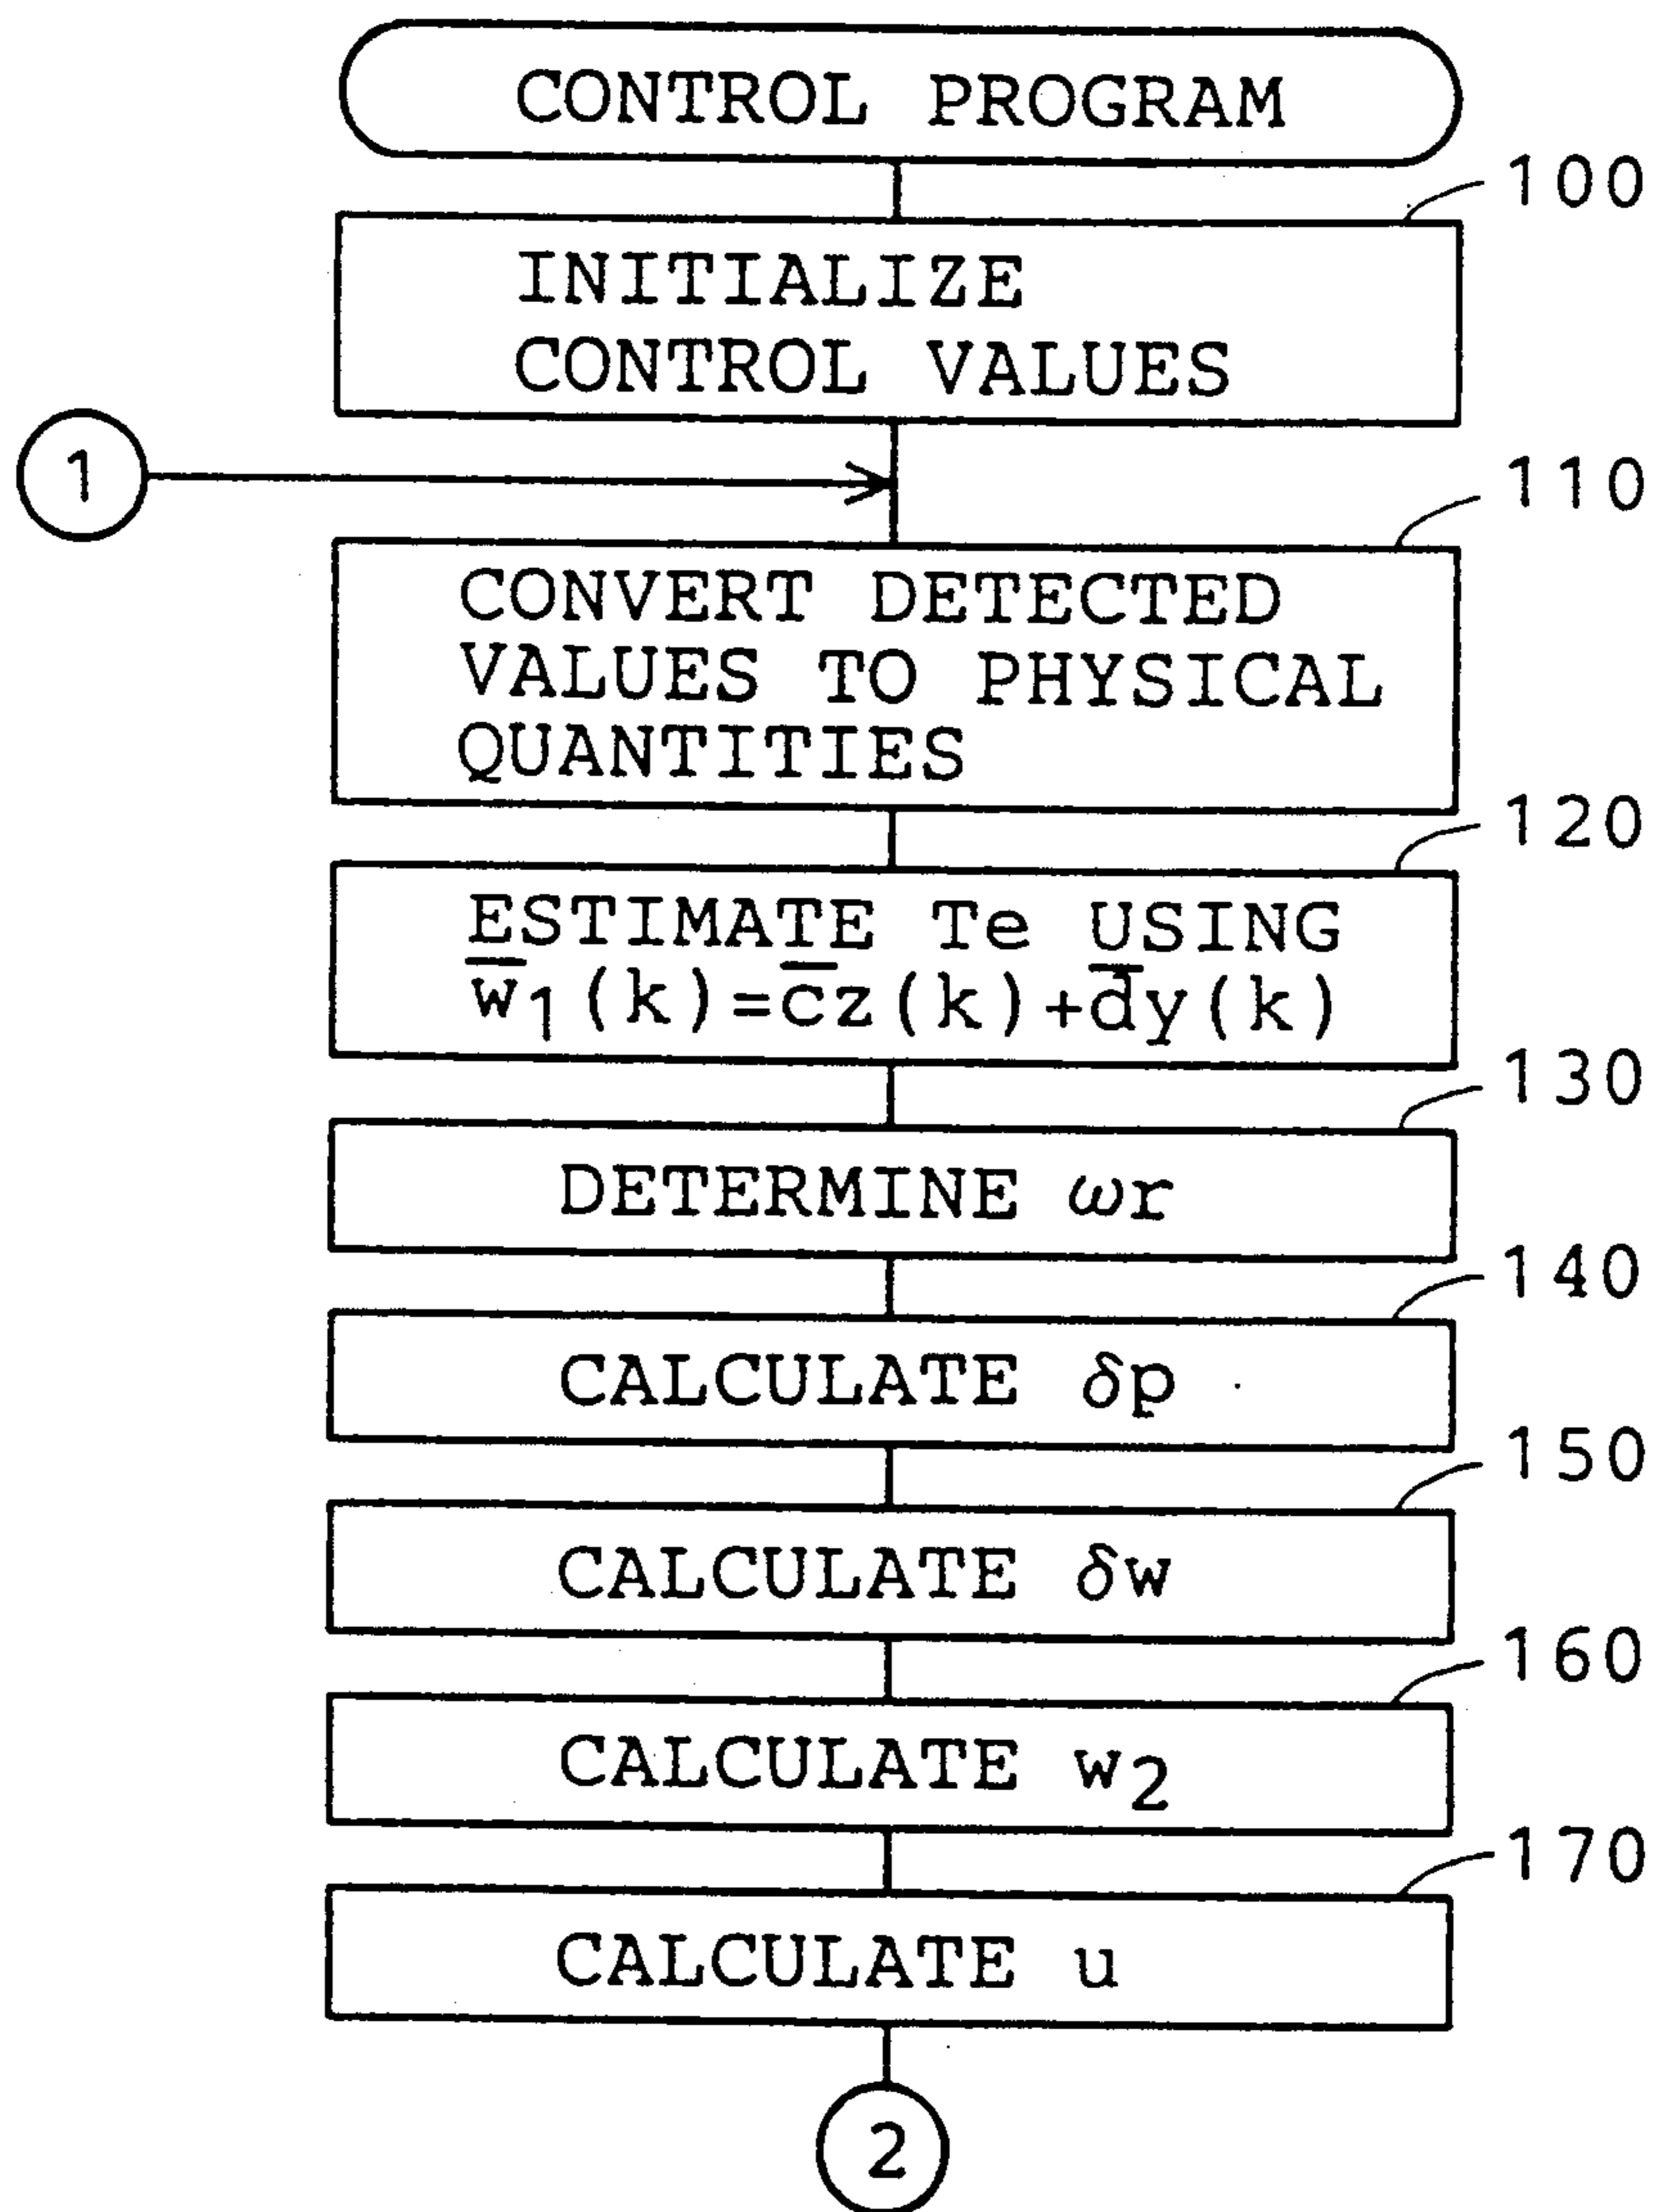 CONTROL PROGRAM
100
INITIALIZE
CONTROL VALUES
1
110
CONVERT DETECTED
VALUES TO PHYSICAL
QUANTITIES
120
ESTIMATE Te USING
w̅₁(k)=c̅z(k)+d̅y(k)
130
DETERMINE ωr
140
CALCULATE δp
150
CALCULATE δw
160
CALCULATE w₂
170
CALCULATE u
2